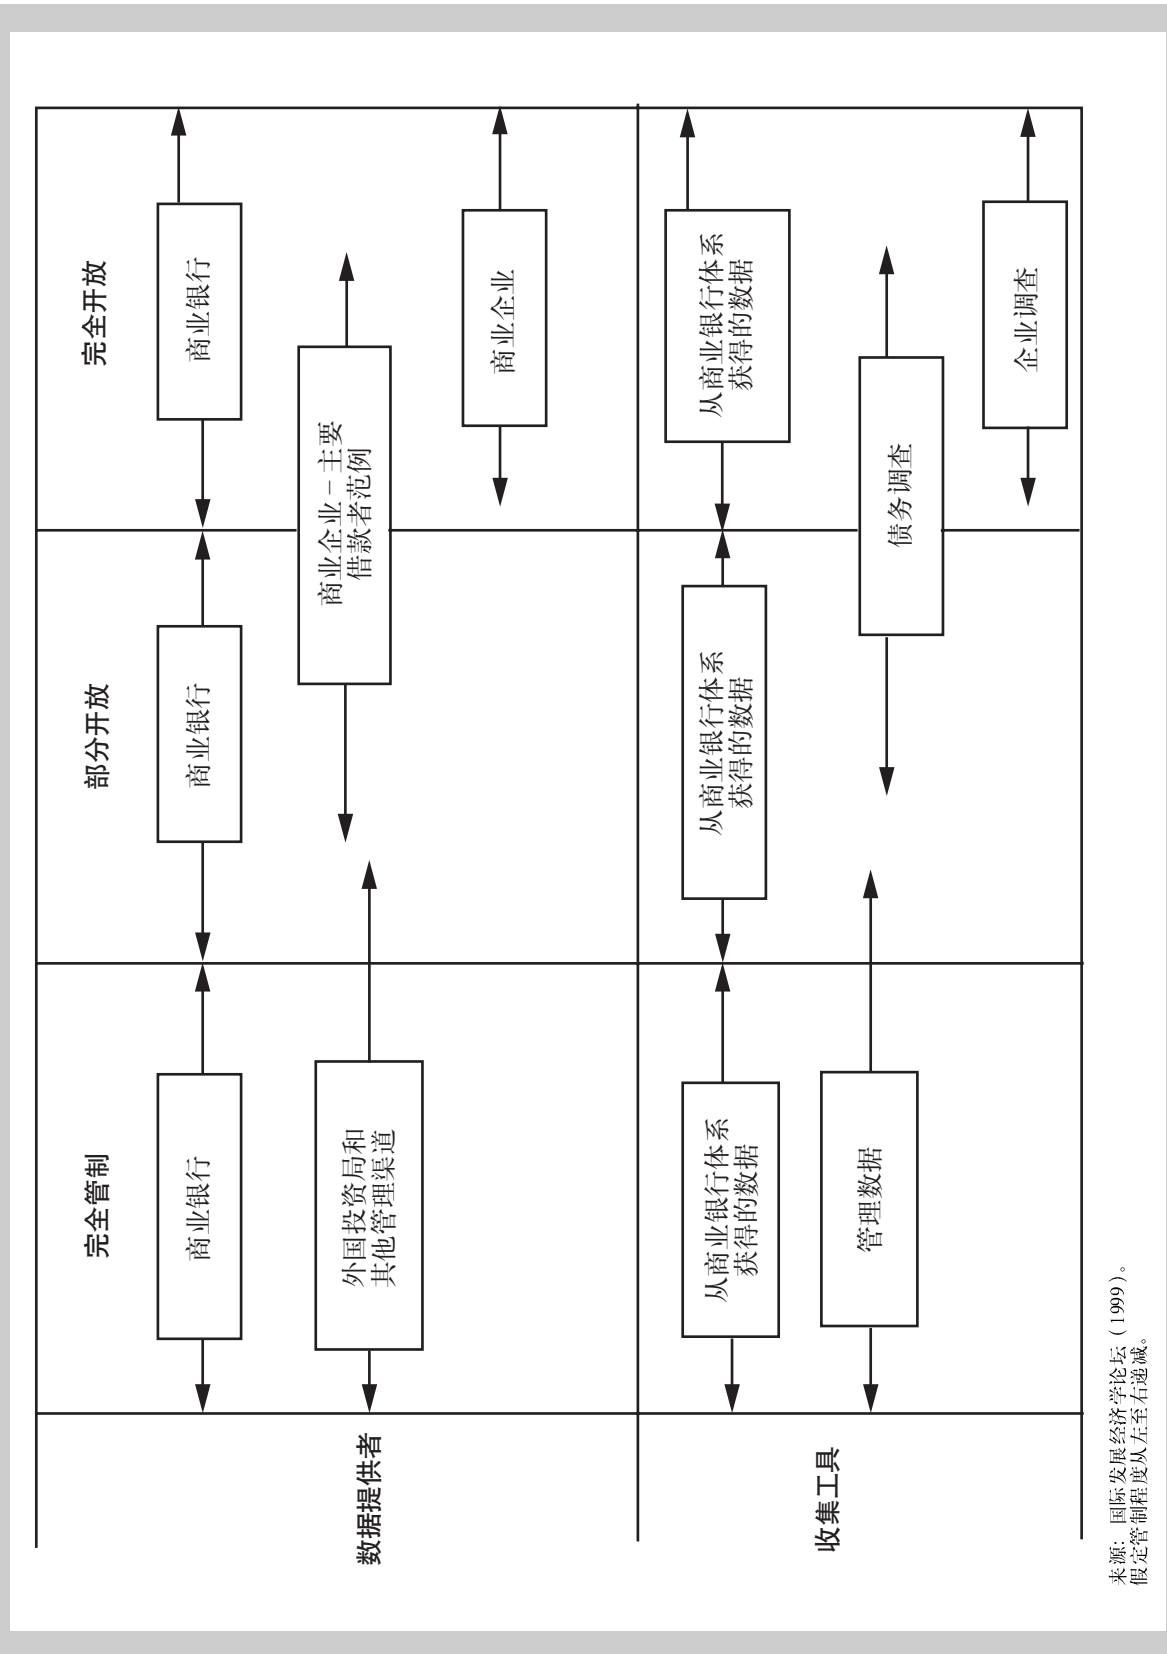 完全管制
部分开放
完全开放
数据提供者
商业银行
商业银行
商业银行
外国投资局和
其他管理渠道
商业企业－主要
借款者范例
商业企业
收集工具
从商业银行体系
获得的数据
从商业银行体系
获得的数据
从商业银行体系
获得的数据
管理数据
债务调查
企业调查
来源: 国际发展经济学论坛（1999）。
假定管制程度从左至右递减。